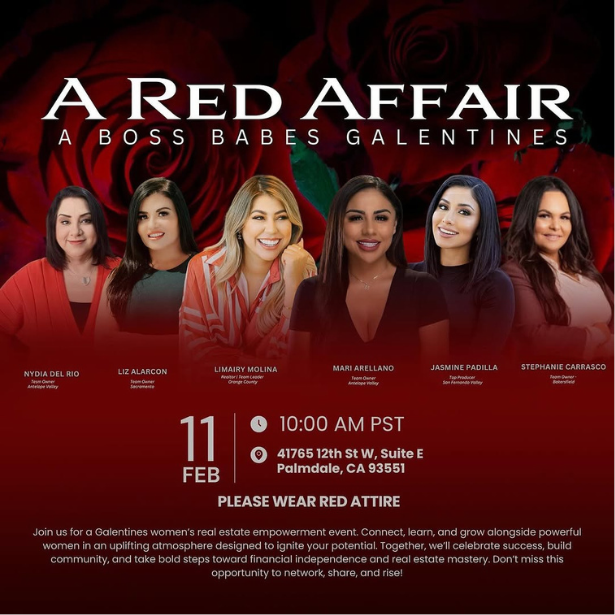 A RED AFFAIR
A BOSS BABES GALENTINES
NYDIA DEL RIO
Team Owner
Antelope Valley
LIZ ALARCON
Team Owner
Sacramento
LIMAIRY MOLINA
Realtor / Team Leader
Orange County
MARI ARELLANO
Team Owner
Antelope Valley
JASMINE PADILLA
Top Producer
San Fernando Valley
STEPHANIE CARRASCO
Team Owner -
Bakersfield
11
FEB
10:00 AM PST
41765 12th St W, Suite E
Palmdale, CA 93551
PLEASE WEAR RED ATTIRE
Join us for a Galentines women's real estate empowerment event. Connect, learn, and grow alongside powerful
women in an uplifting atmosphere designed to ignite your potential. Together, we'll celebrate success, build
community, and take bold steps toward financial independence and real estate mastery. Don't miss this
opportunity to network, share, and rise!